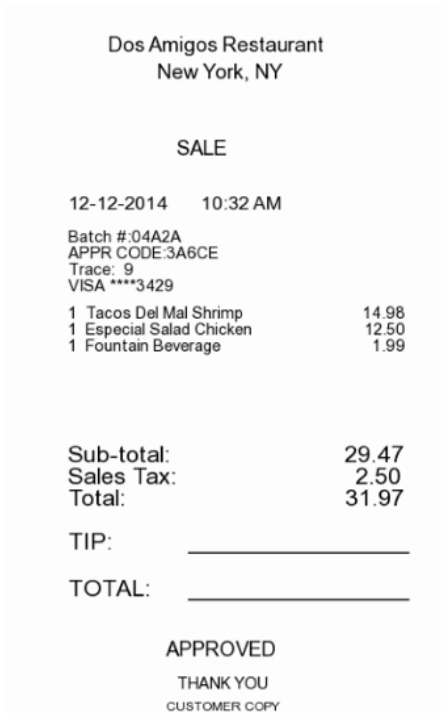 Dos Amigos Restaurant
New York, NY
SALE
12-12-2014 10:32 AM
Batch #:04A2A
APPR CODE:3A6CE
Trace: 9
VISA ****3429
1 Tacos Del Mal Shrimp 14.98
1 Especial Salad Chicken 12.50
1 Fountain Beverage 1.99
Sub-total: 29.47
Sales Tax: 2.50
Total: 31.97
TIP:
TOTAL:
APPROVED
THANK YOU
CUSTOMER COPY